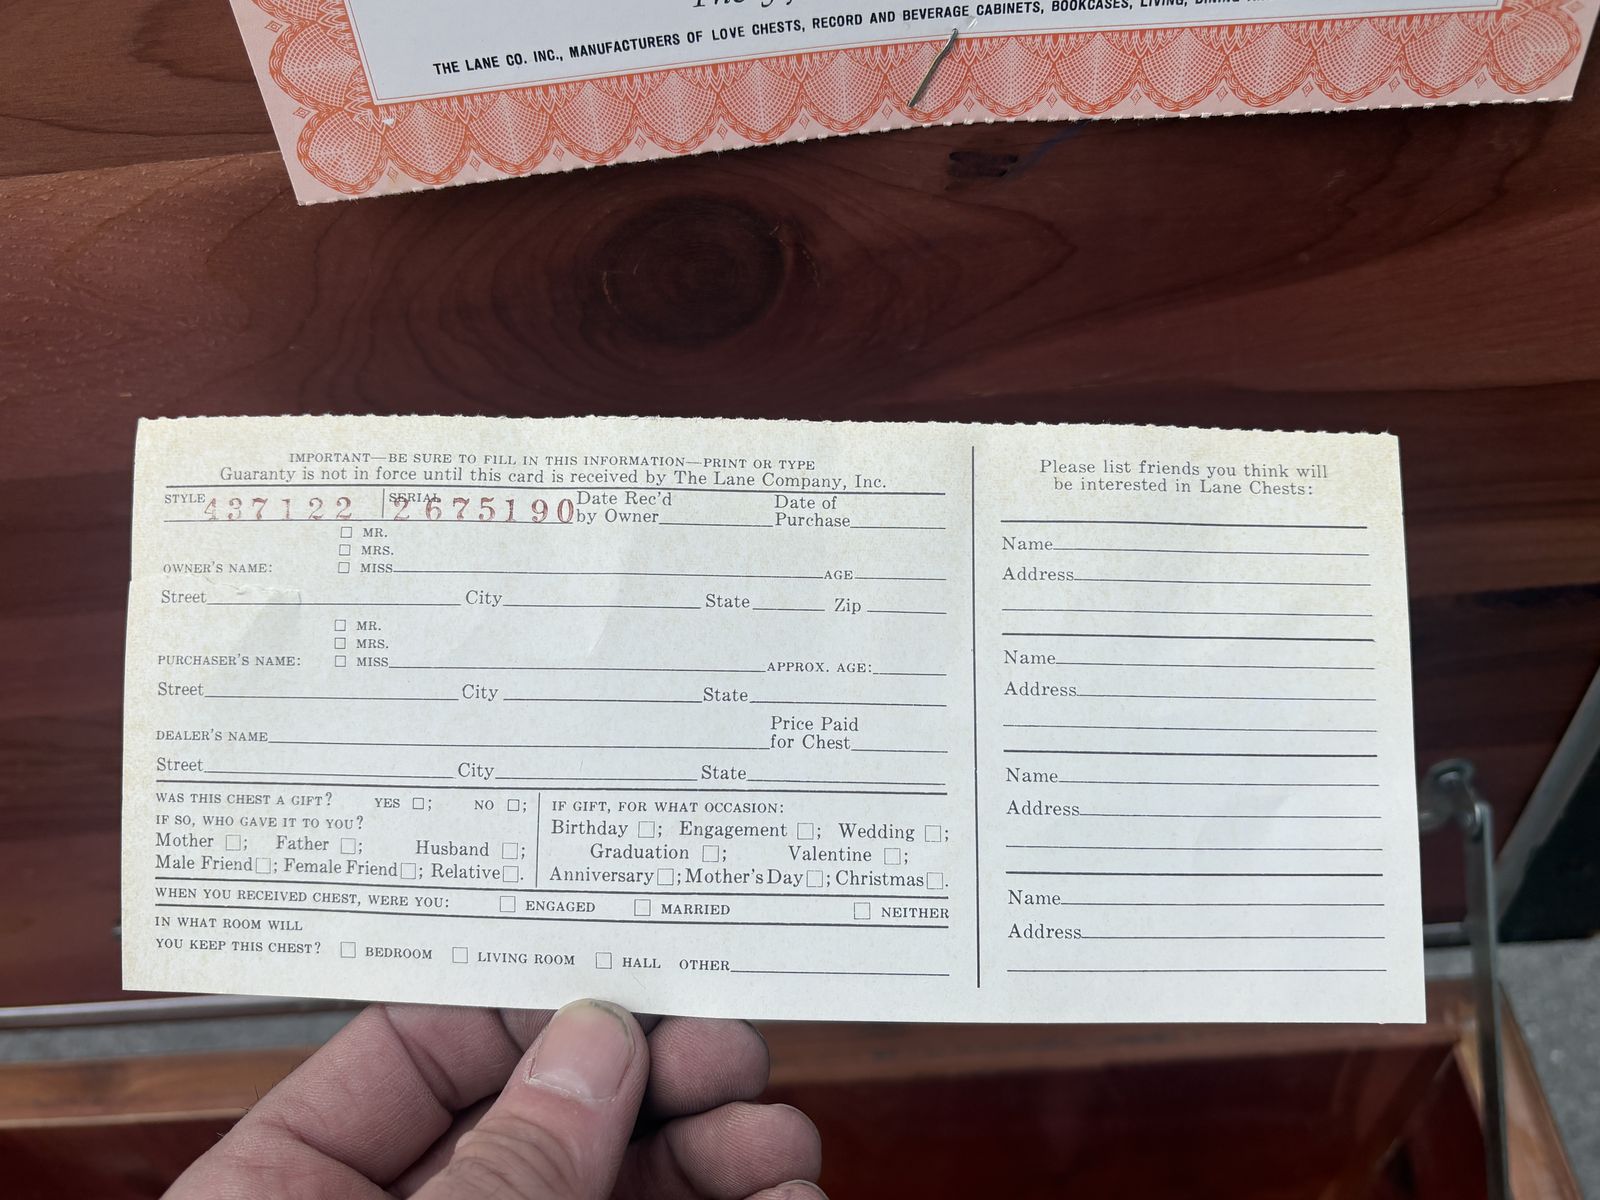 THE LANE CO. INC., MANUFACTURERS OF LOVE CHESTS, RECORD AND BEVERAGE CABINETS, BOOKCASES, LIVING,
IMPORTANT—BE SURE TO FILL IN THIS INFORMATION—PRINT OR TYPE
Guaranty is not in force until this card is received by The Lane Company, Inc.
STYLE 437122 SERIAL 2675190 Date Rec'd by Owner Date of Purchase
MR.
MRS.
OWNER'S NAME: MISS AGE
Street City State Zip
MR.
MRS.
PURCHASER'S NAME: MISS APPROX. AGE:
Street City State
DEALER'S NAME Price Paid for Chest
Street City State
WAS THIS CHEST A GIFT? YES ☐; NO ☐;
IF SO, WHO GAVE IT TO YOU?
Mother ☐; Father ☐; Husband ☐;
Male Friend ☐; Female Friend ☐; Relative ☐.
IF GIFT, FOR WHAT OCCASION:
Birthday ☐; Engagement ☐; Wedding ☐;
Graduation ☐; Valentine ☐;
Anniversary ☐; Mother's Day ☐; Christmas ☐.
WHEN YOU RECEIVED CHEST, WERE YOU: ☐ ENGAGED ☐ MARRIED ☐ NEITHER
IN WHAT ROOM WILL
YOU KEEP THIS CHEST? ☐ BEDROOM ☐ LIVING ROOM ☐ HALL OTHER
Please list friends you think will
be interested in Lane Chests:
Name
Address
Name
Address
Name
Address
Name
Address